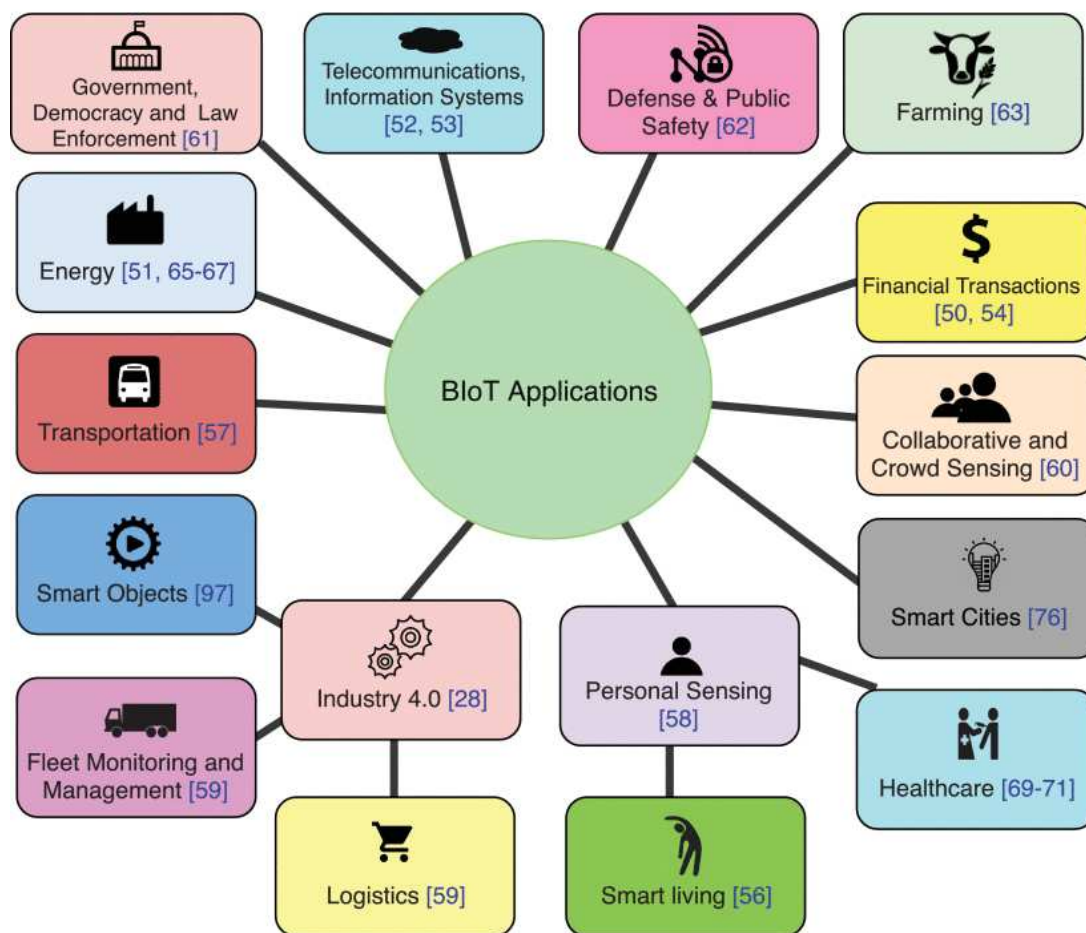 Government,
Democracy and Law
Enforcement [61]
Telecommunications,
Information Systems
[52, 53]
Defense & Public
Safety [62]
Farming [63]
Energy [51, 65-67]
Financial Transactions
[50, 54]
BIoT Applications
Transportation [57]
Collaborative and
Crowd Sensing [60]
Smart Objects [97]
Smart Cities [76]
Industry 4.0 [28]
Personal Sensing
[58]
Fleet Monitoring and
Management [59]
Healthcare [69-71]
Logistics [59]
Smart living [56]